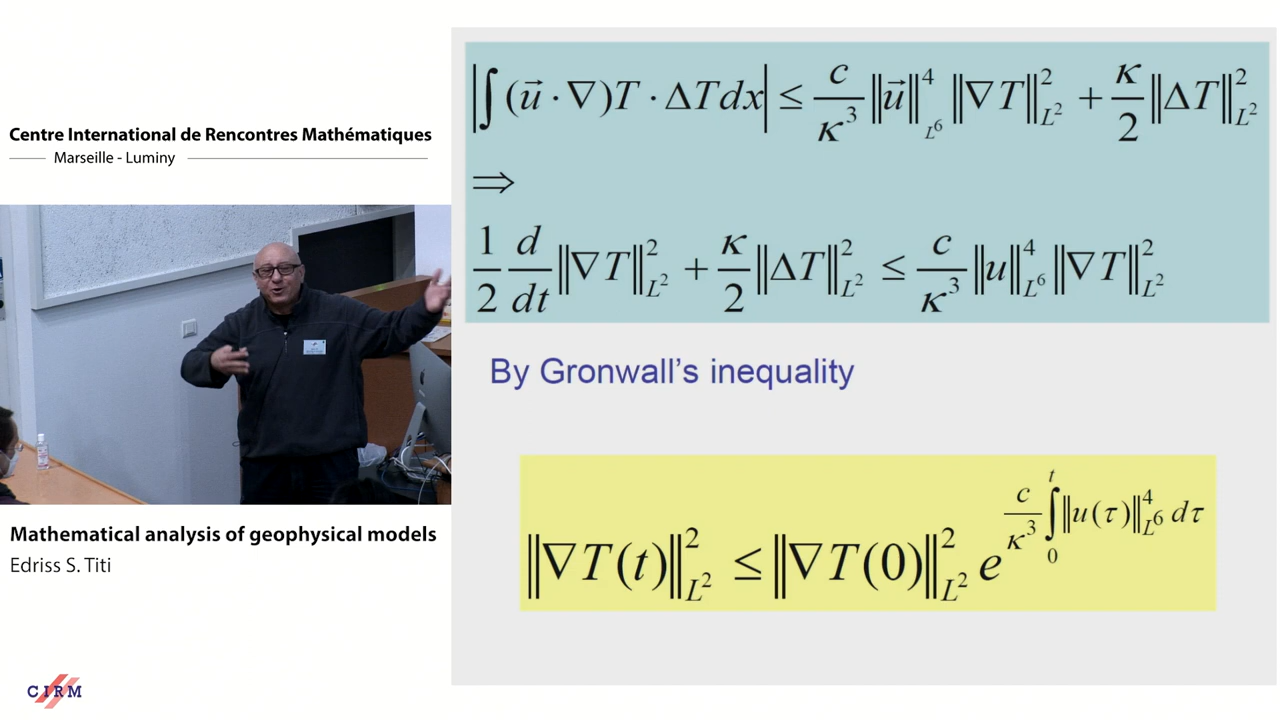 Centre International de Rencontres Mathématiques
Marseille - Luminy
Mathematical analysis of geophysical models
Edriss S. Titi
CIRM
|∫ (u⃗ · ∇)T · ΔT dx| ≤ c/κ³ ‖u⃗‖⁴_{L⁶} ‖∇T‖²_{L²} + κ/2 ‖ΔT‖²_{L²}
⇒
1/2 d/dt ‖∇T‖²_{L²} + κ/2 ‖ΔT‖²_{L²} ≤ c/κ³ ‖u‖⁴_{L⁶} ‖∇T‖²_{L²}
By Gronwall's inequality
‖∇T(t)‖²_{L²} ≤ ‖∇T(0)‖²_{L²} e^{c/κ³ ∫₀ᵗ ‖u(τ)‖⁴_{L⁶} dτ}